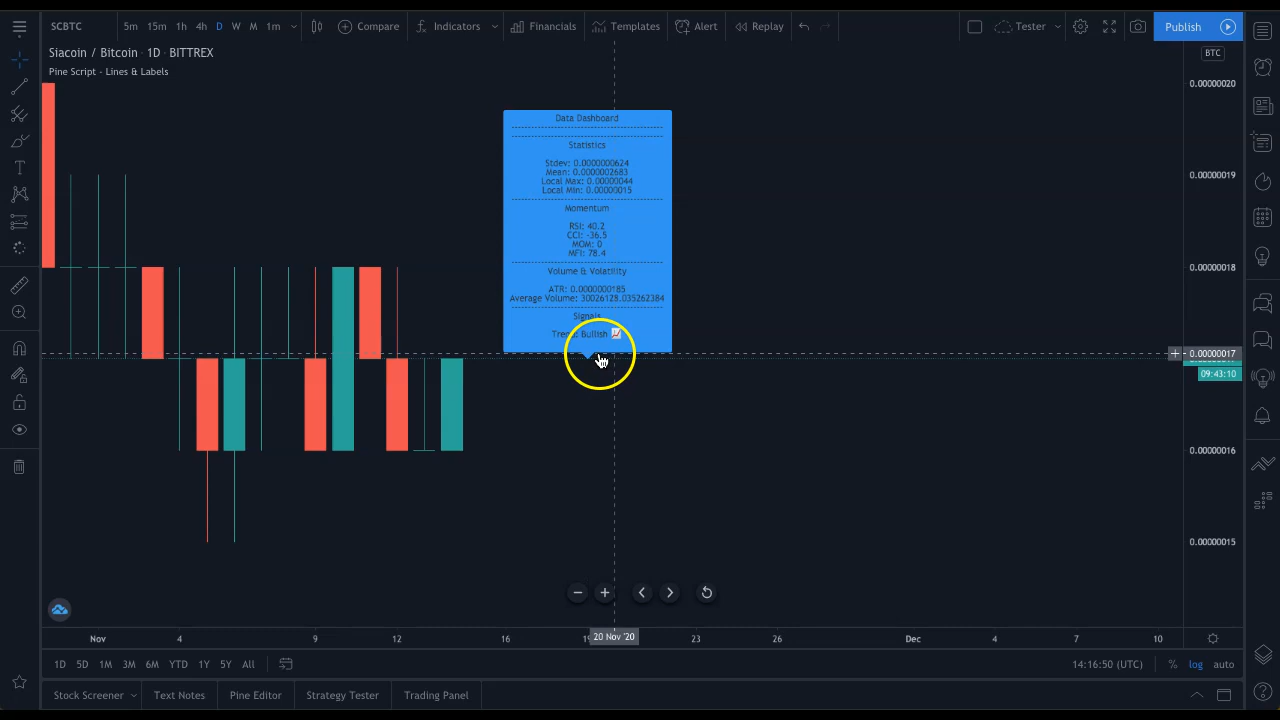 SCBTC 5m 15m 1h 4h D W M 1m Compare Indicators Financials Templates Alert Replay Tester Publish
Siacoin / Bitcoin · 1D · BITTREX
BTC
Pine Script - Lines & Labels
0.00000020
Data Dashboard
Statistics
Stdev: 0.0000000624
Mean: 0.0000002683
Local Max: 0.00000044
Local Min: 0.00000015
0.00000019
Momentum
RSI: 40.2
CCI: -36.5
MOM: 0
MFI: 78.4
Volume & Volatility
0.00000018
ATR: 0.0000000185
Average Volume: 30026128.035262384
Signals
Trend: Bullish
0.00000017
09:43:10
0.00000016
0.00000015
Nov 4 9 12 16 20 Nov '20 23 26 Dec 4 7 10
1D 5D 1M 3M 6M YTD 1Y 5Y All 14:16:50 (UTC) % log auto
Stock Screener Text Notes Pine Editor Strategy Tester Trading Panel